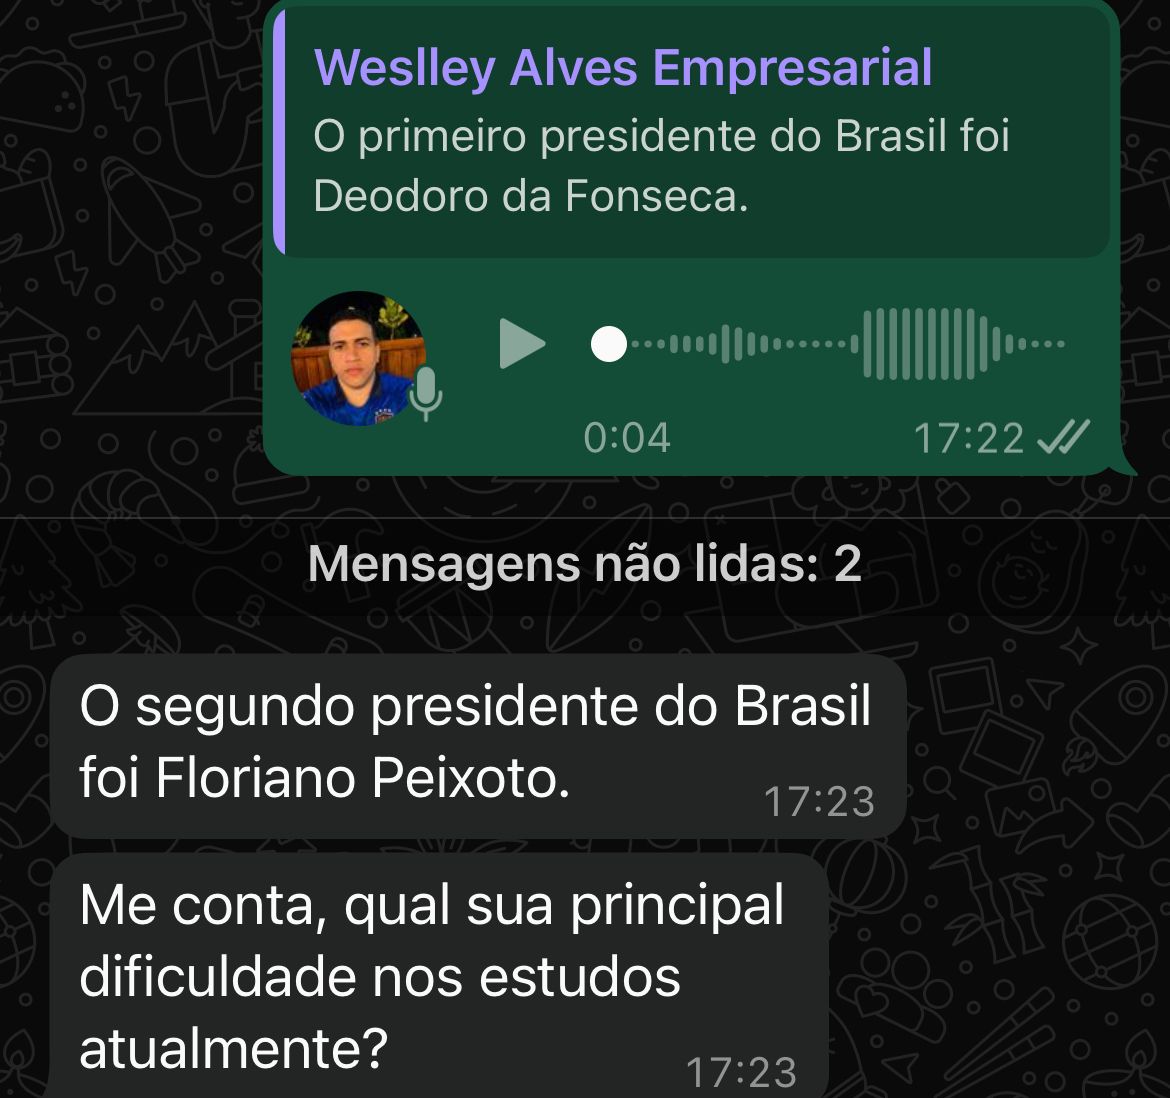 Weslley Alves Empresarial
O primeiro presidente do Brasil foi
Deodoro da Fonseca.
0:04
17:22
Mensagens não lidas: 2
O segundo presidente do Brasil
foi Floriano Peixoto.
17:23
Me conta, qual sua principal
dificuldade nos estudos
atualmente?
17:23